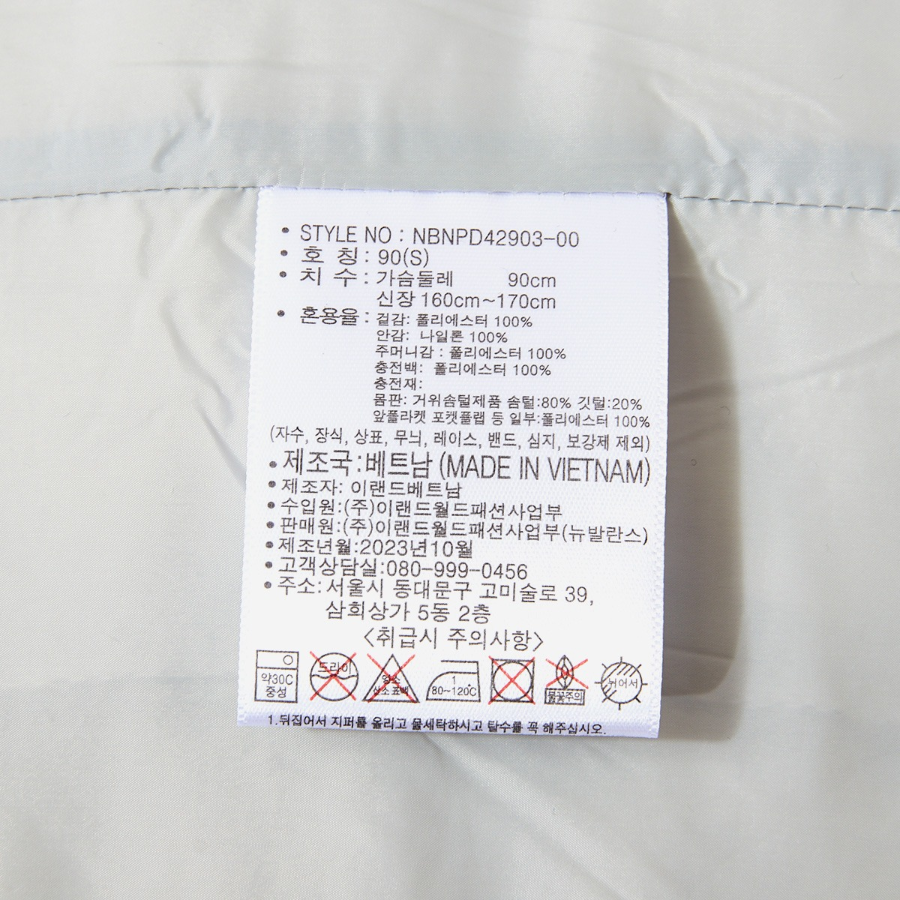 • STYLE NO : NBNPD42903-00
• 호 칭 : 90(S)
• 치 수 : 가슴둘레 90cm
신장 160cm~170cm
• 혼용율 : 겉감: 폴리에스터 100%
안감: 나일론 100%
주머니감 : 폴리에스터 100%
충전백: 폴리에스터 100%
충전재:
몸판: 거위솜털제품 솜털:80% 깃털:20%
앞플라켓 포켓플랩 등 일부:폴리에스터 100%
(자수, 장식, 상표, 무늬, 레이스, 밴드, 심지, 보강제 제외)
• 제조국:베트남 (MADE IN VIETNAM)
• 제조자: 이랜드베트남
• 수입원:(주)이랜드월드패션사업부
• 판매원:(주)이랜드월드패션사업부(뉴발란스)
• 제조년월:2023년10월
• 고객상담실:080-999-0456
• 주소: 서울시 동대문구 고미술로 39,
삼희상가 5동 2층
<취급시 주의사항>
약30℃ 드라이 염소 1 불꽃주의 뉘어서
중성 산소 표백 80~120℃
1.뒤집어서 지퍼를 올리고 물세탁하시고 탈수를 꼭 해주십시오.